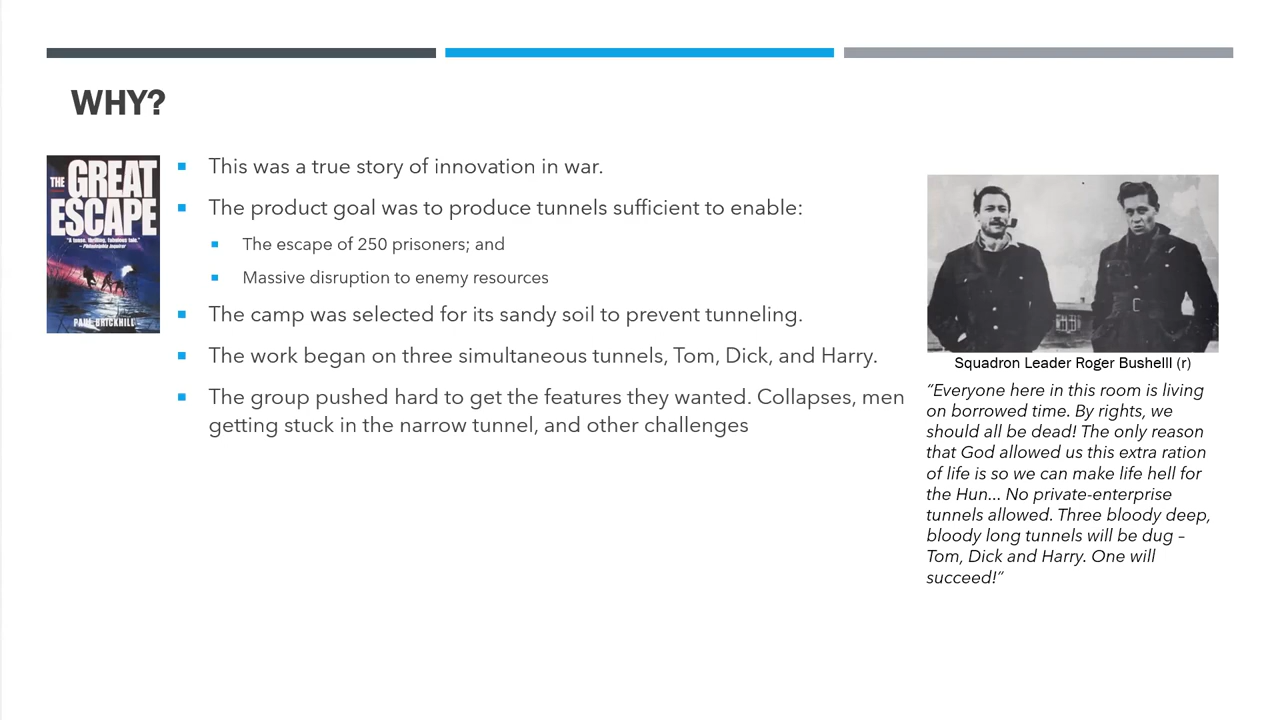 WHY?
THE GREAT
ESCAPE
"A tense, thrilling, fabulous tale."
– Philadelphia Inquirer
PAUL BRICKHILL
This was a true story of innovation in war.
The product goal was to produce tunnels sufficient to enable:
The escape of 250 prisoners; and
Massive disruption to enemy resources
The camp was selected for its sandy soil to prevent tunneling.
The work began on three simultaneous tunnels, Tom, Dick, and Harry.
The group pushed hard to get the features they wanted. Collapses, men
getting stuck in the narrow tunnel, and other challenges
Squadron Leader Roger Bushelll (r)
“Everyone here in this room is living
on borrowed time. By rights, we
should all be dead! The only reason
that God allowed us this extra ration
of life is so we can make life hell for
the Hun... No private-enterprise
tunnels allowed. Three bloody deep,
bloody long tunnels will be dug –
Tom, Dick and Harry. One will
succeed!”